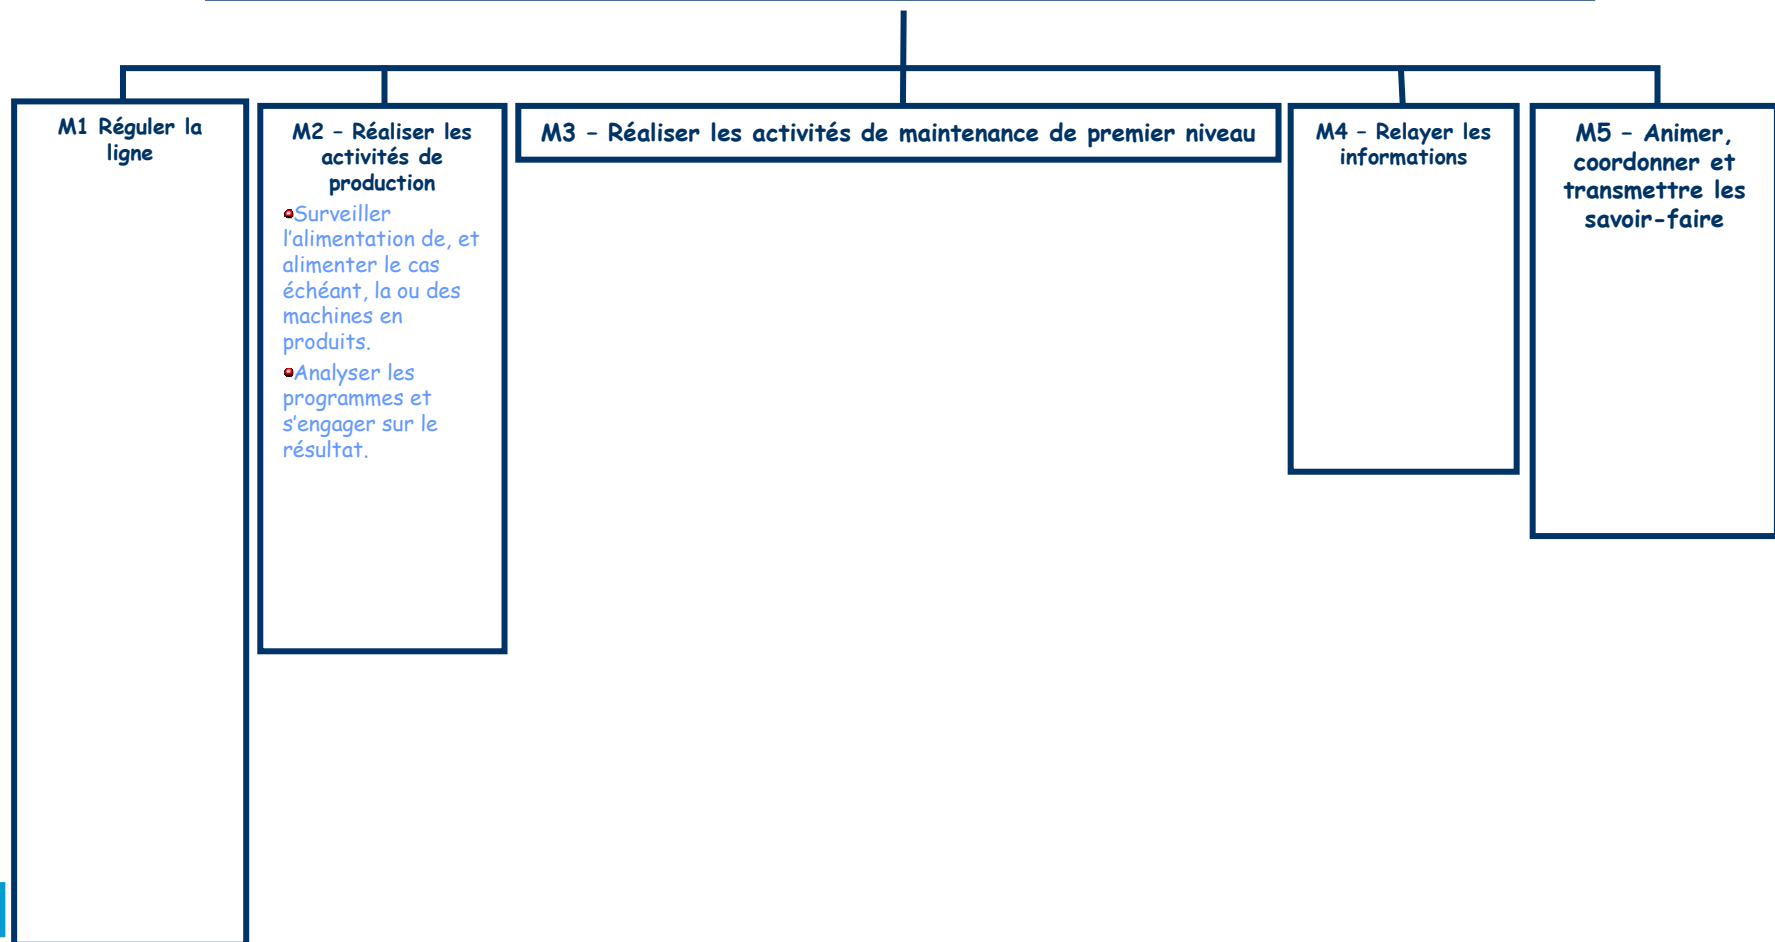 M1 Réguler la
ligne
M2 – Réaliser les
activités de
production
Surveiller
l’alimentation de, et
alimenter le cas
échéant, la ou des
machines en
produits.
Analyser les
programmes et
s’engager sur le
résultat.
M3 – Réaliser les activités de maintenance de premier niveau
M4 – Relayer les
informations
M5 – Animer,
coordonner et
transmettre les
savoir-faire